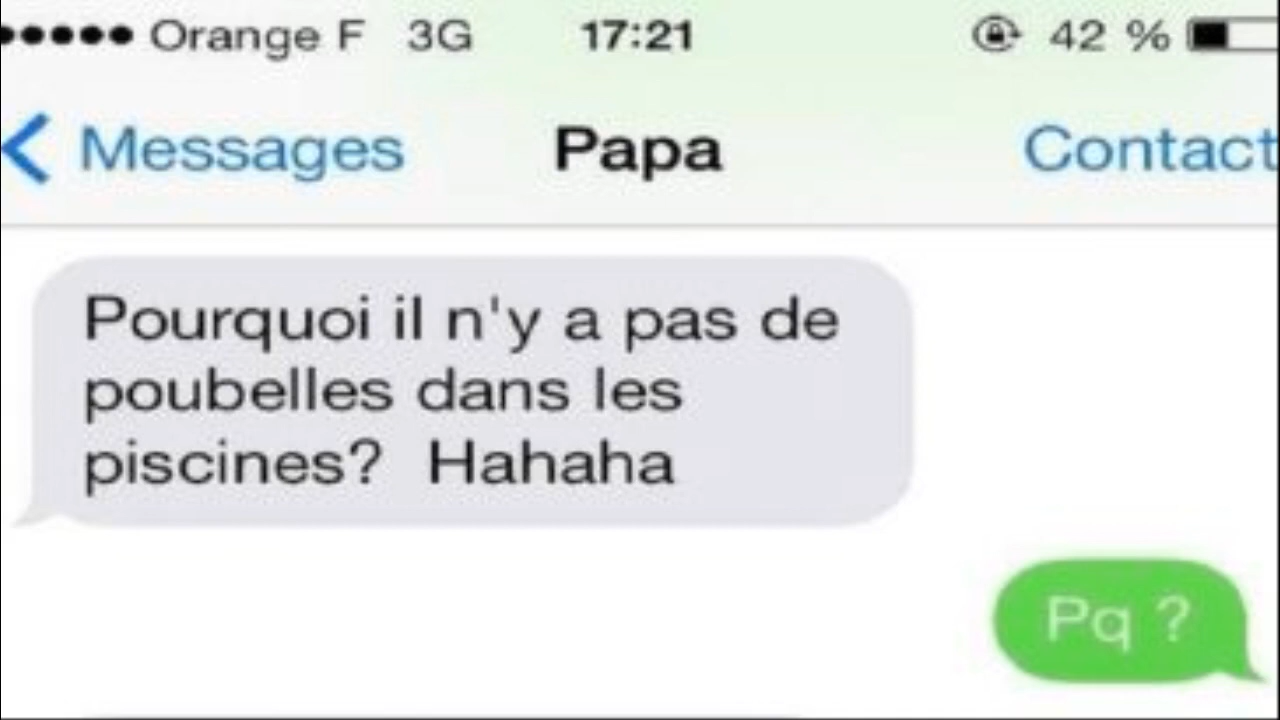 Orange F 3G 17:21 42 %
Messages Papa Contact
Pourquoi il n'y a pas de
poubelles dans les
piscines? Hahaha
Pq ?